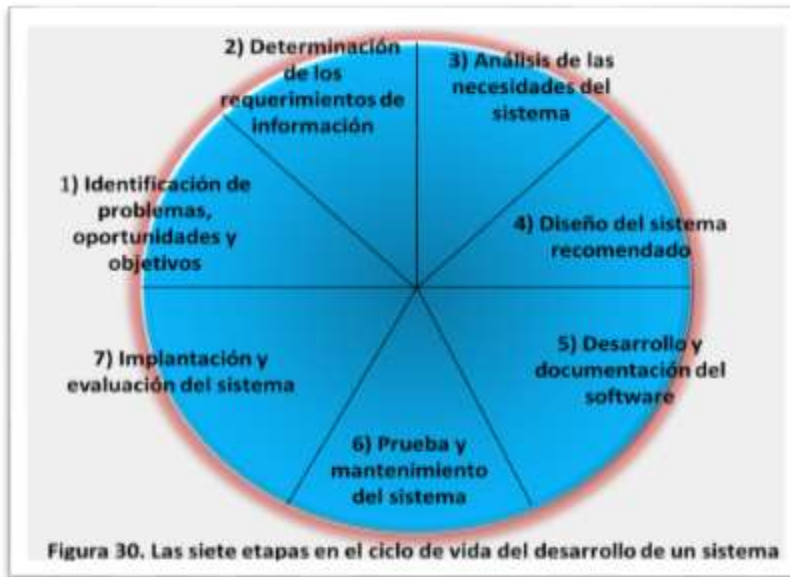 2) Determinación
de los
requerimientos de
información
3) Análisis de las
necesidades del
sistema
1) Identificación de
problemas,
oportunidades y
objetivos
4) Diseño del sistema
recomendado
5) Desarrollo y
documentación del
software
7) Implantación y
evaluación del sistema
6) Prueba y
mantenimiento
del sistema
Figura 30. Las siete etapas en el ciclo de vida del desarrollo de un sistema